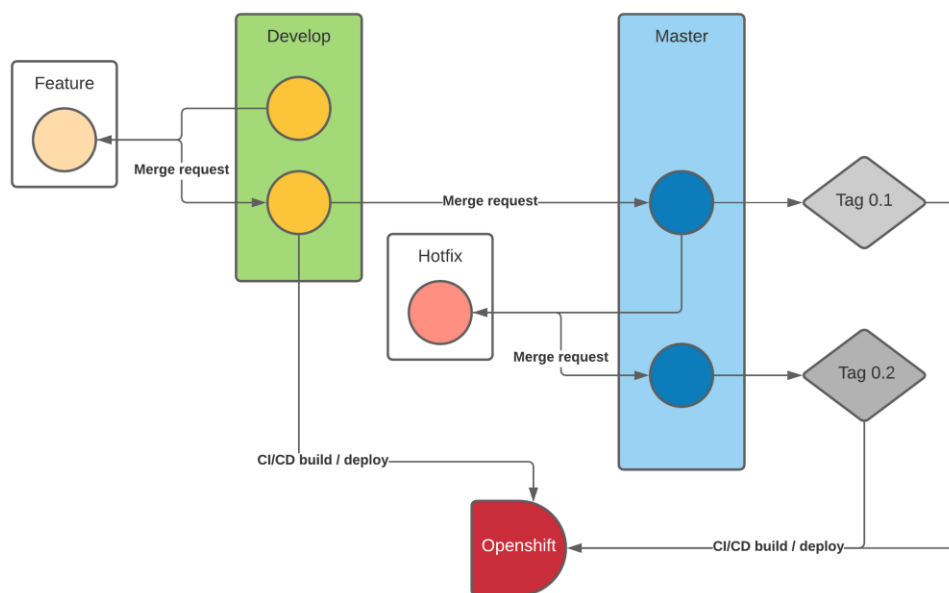 Develop
Master
Feature
Merge request
Merge request
Tag 0.1
Hotfix
Merge request
Tag 0.2
CI/CD build / deploy
Openshift
CI/CD build / deploy